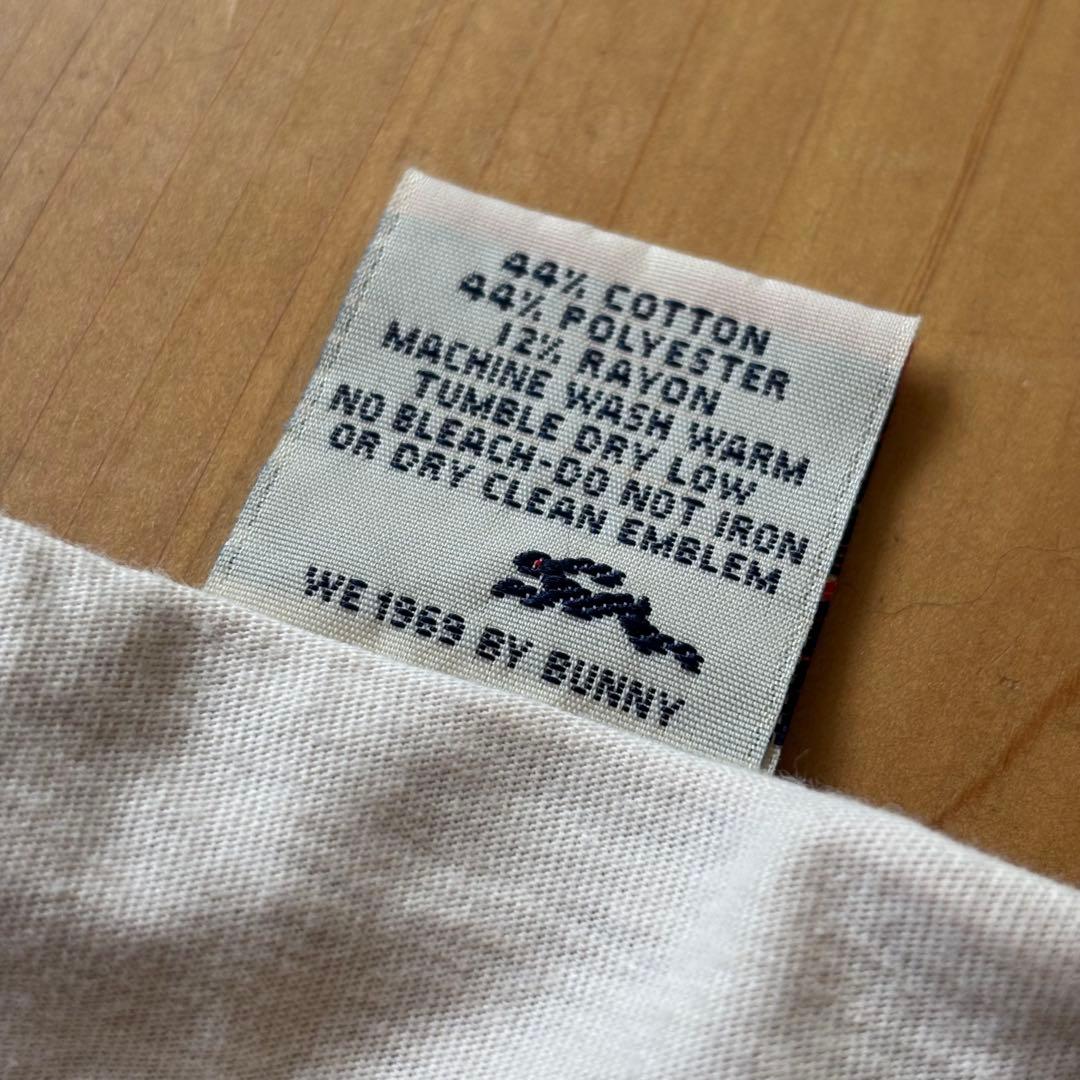 44% COTTON
44% POLYESTER
12% RAYON
MACHINE WASH WARM
TUMBLE DRY LOW
NO BLEACH-DO NOT IRON
OR DRY CLEAN EMBLEM
WE 1969 BY BUNNY